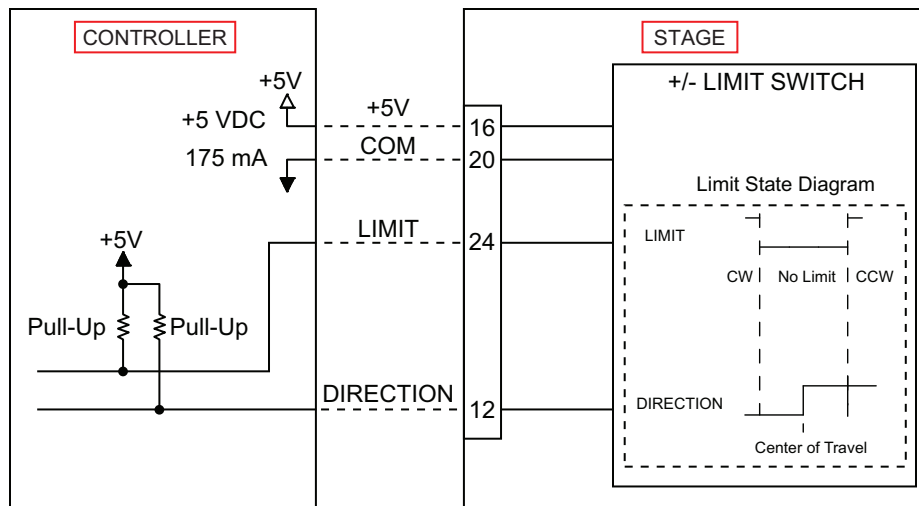 CONTROLLER
STAGE
+5V
+5 VDC
175 mA
+5V
Pull-Up
Pull-Up
+5V
COM
LIMIT
DIRECTION
16
20
24
12
+/- LIMIT SWITCH
Limit State Diagram
LIMIT
CW
No Limit
CCW
DIRECTION
Center of Travel